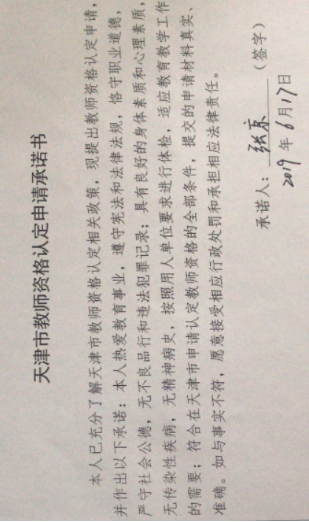 天津市教师资格认定申请承诺书
本人已充分了解天津市教师资格认定相关政策，现提出教师资格认定申请，
并作出以下承诺：本人热爱教育事业，遵守宪法和法律法规，恪守职业道德，
严守社会公德，无不良品行和违法犯罪记录；具有良好的身体素质和心理素质，
无传染性疾病，无精神病史，按照用人单位要求进行体检，适应教育教学工作
的需要；符合在天津市申请认定教师资格的全部条件，提交的申请材料真实、
准确。如与事实不符，愿意接受相应行政处罚和承担相应法律责任。
承诺人：张京（签字）
2019年6月17日